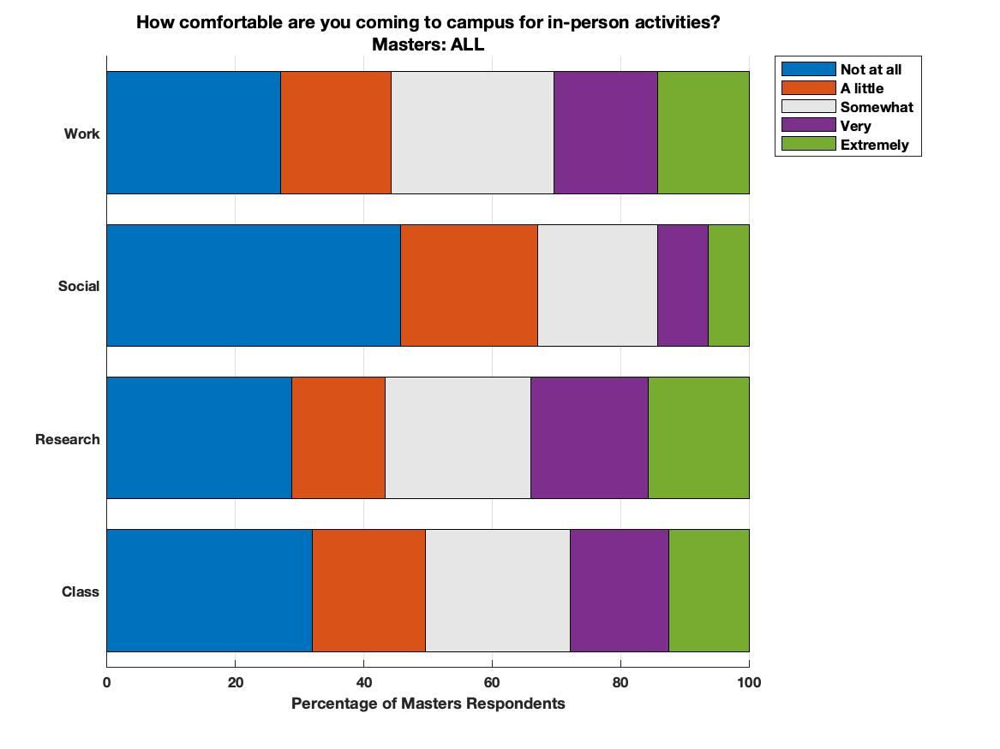 How comfortable are you coming to campus for in-person activities?
Masters: ALL
Not at all
A little
Somewhat
Very
Extremely
Work
Social
Research
Class
0 20 40 60 80 100
Percentage of Masters Respondents